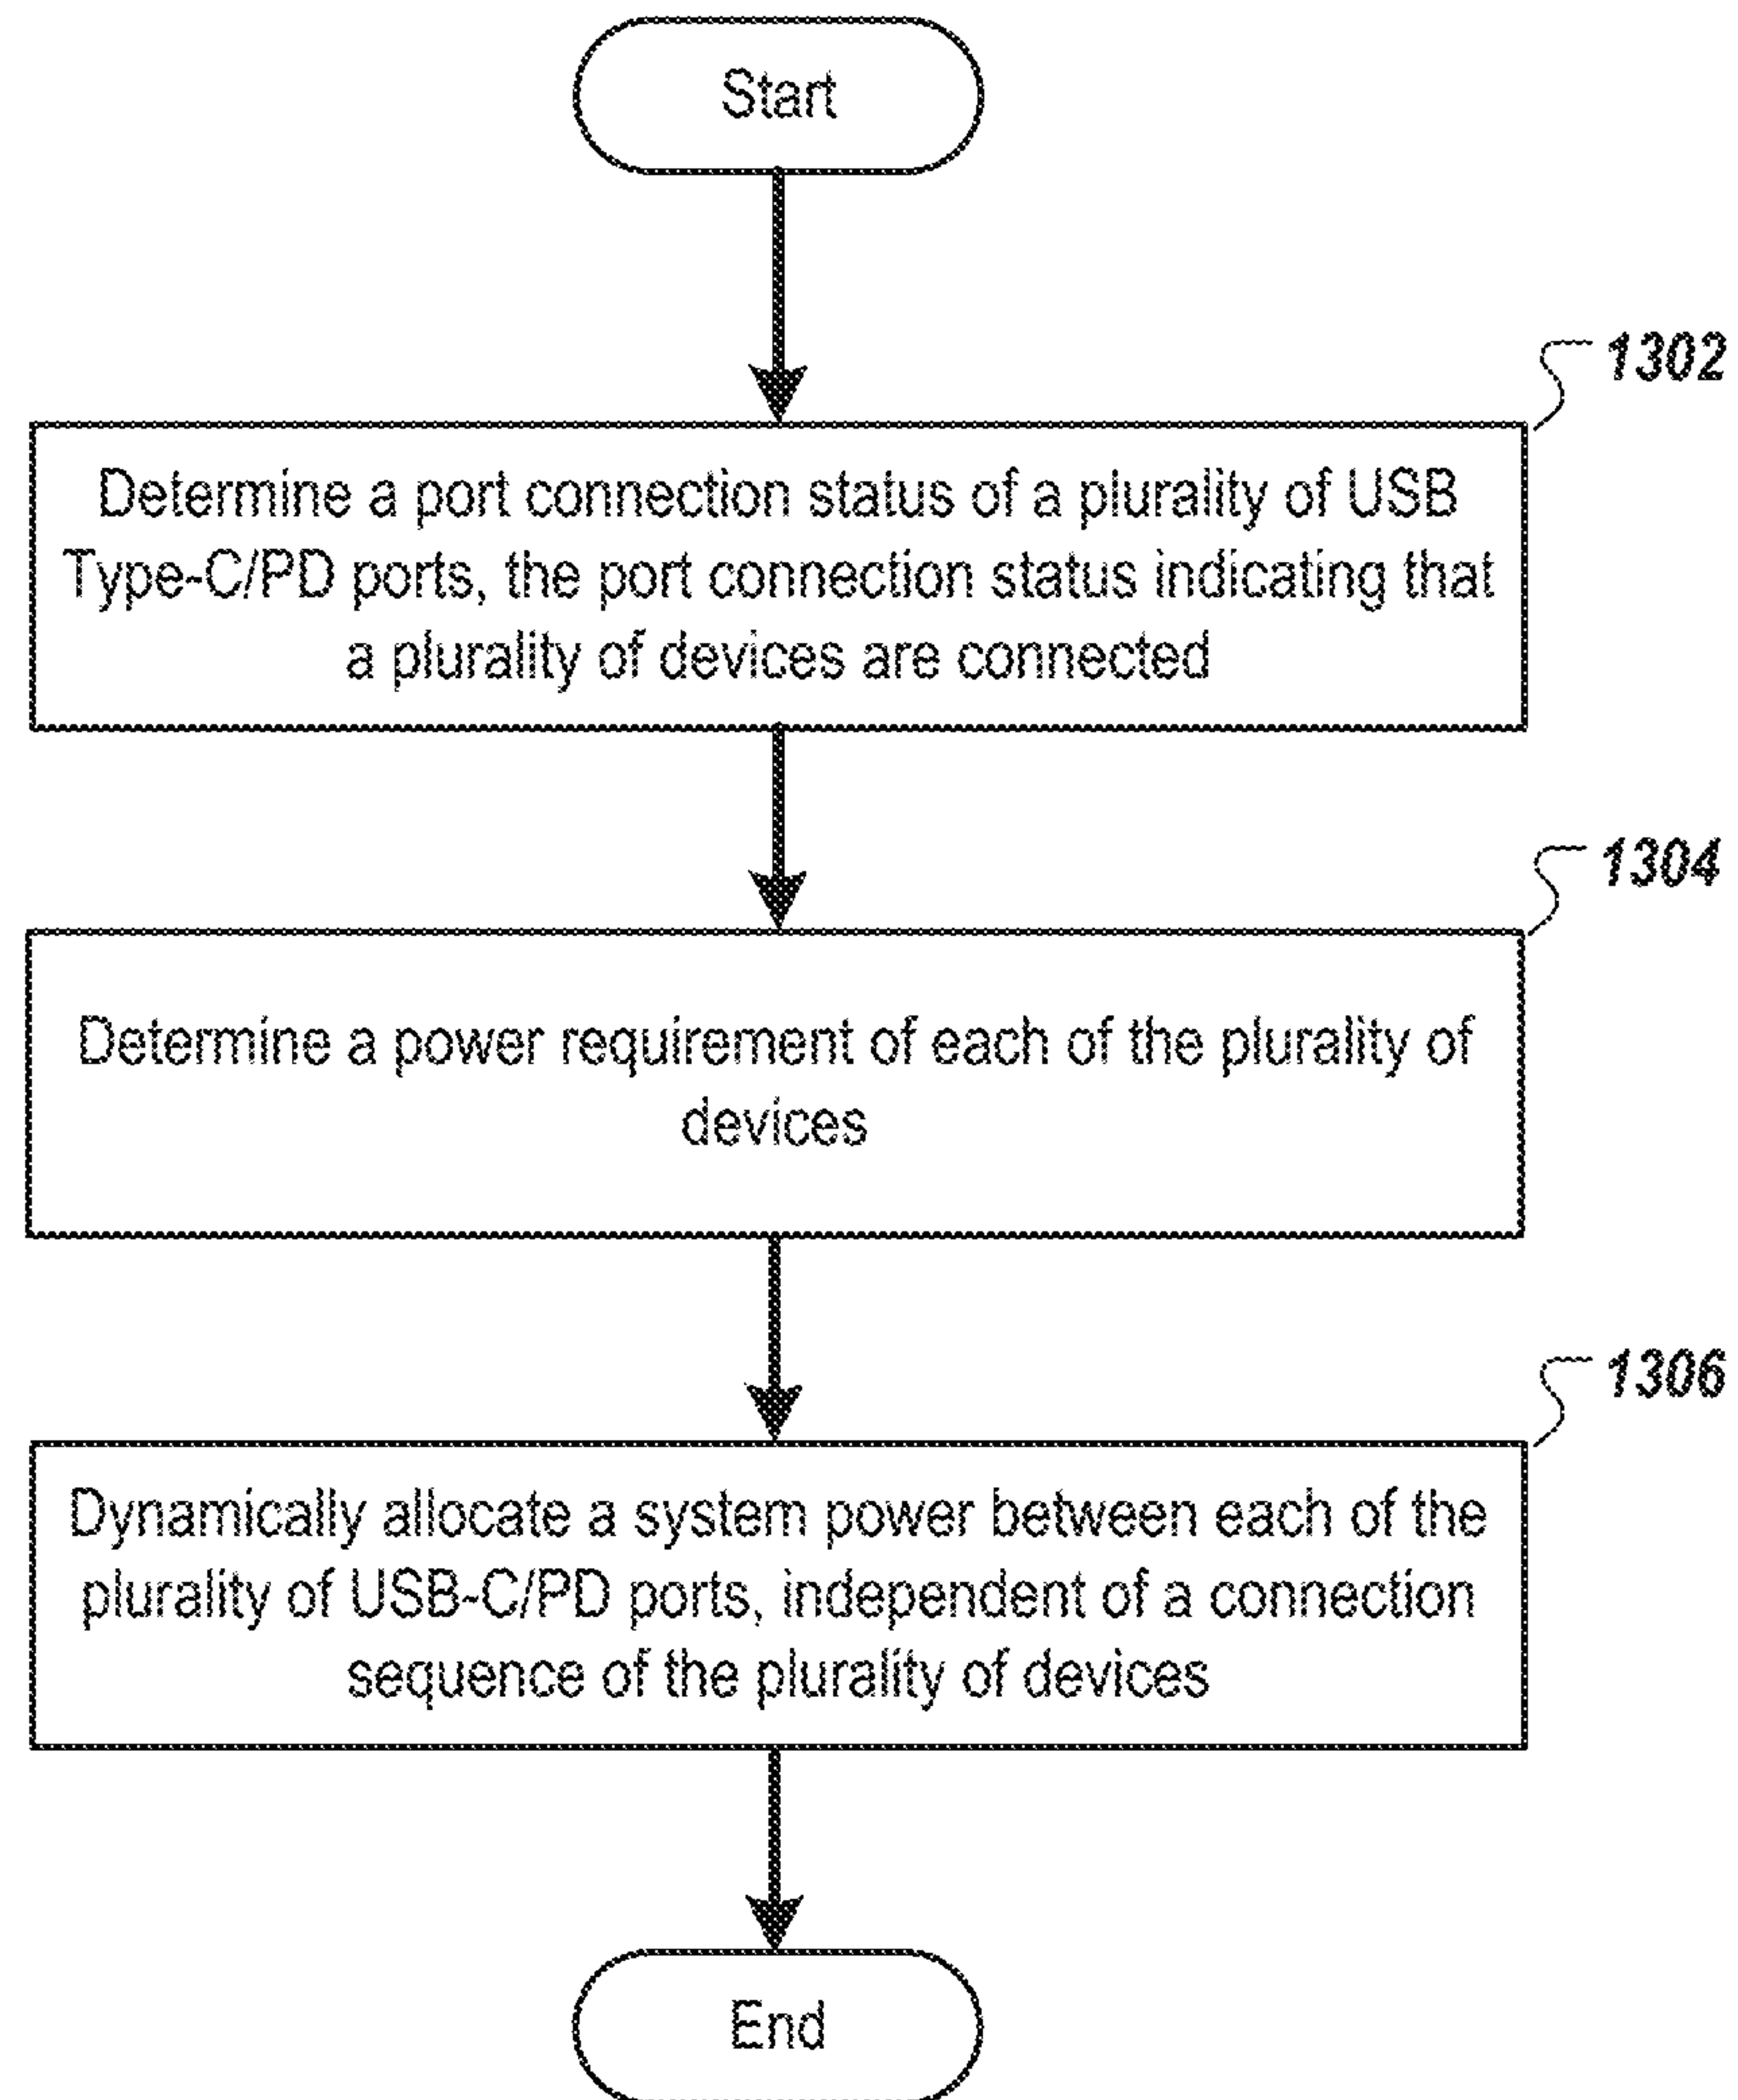 Start
1302
Determine a port connection status of a plurality of USB
Type-C/PD ports, the port connection status indicating that
a plurality of devices are connected
1304
Determine a power requirement of each of the plurality of
devices
1306
Dynamically allocate a system power between each of the
plurality of USB-C/PD ports, independent of a connection
sequence of the plurality of devices
End